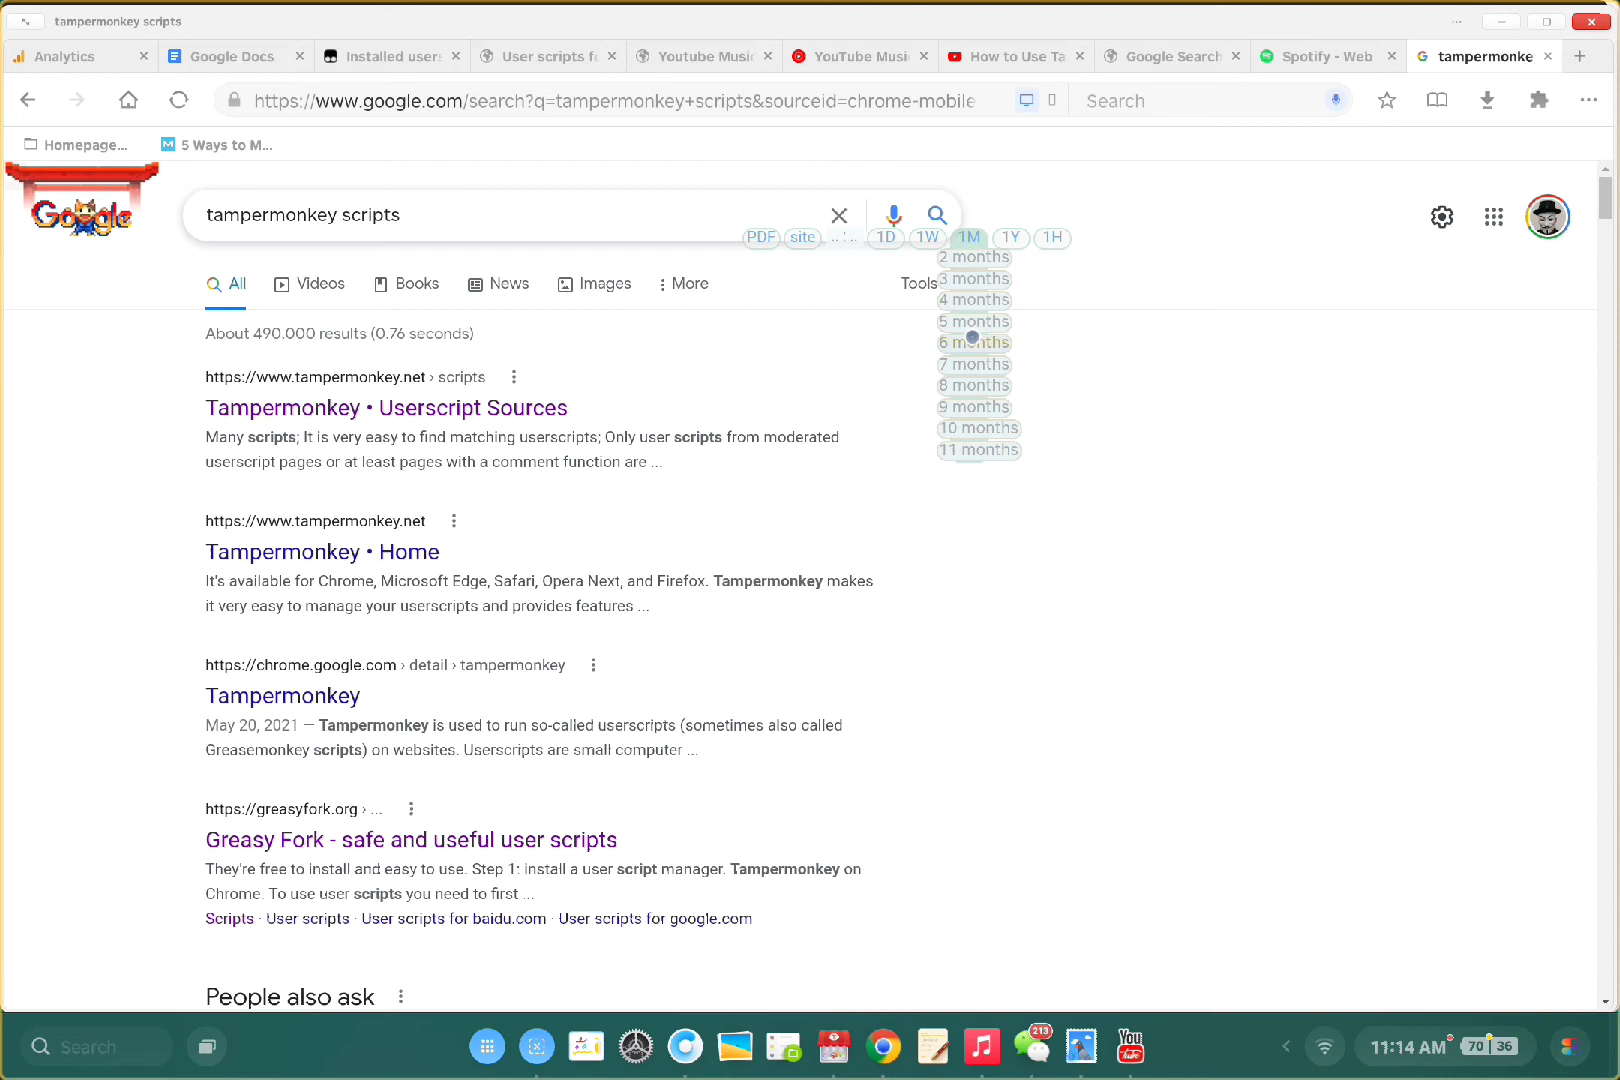 tampermonkey scripts
Analytics
Google Docs
Installed users
User scripts fo
Youtube Music
YouTube Musi
How to Use Ta
Google Search
Spotify - Web
tampermonke
https://www.google.com/search?q=tampermonkey+scripts&sourceid=chrome-mobile
Search
Homepage...
5 Ways to M...
Google
tampermonkey scripts
PDF site 1D 1W 1M 1Y 1H
2 months
3 months
4 months
5 months
6 months
7 months
8 months
9 months
10 months
11 months
All Videos Books News Images More Tools
About 490,000 results (0.76 seconds)
https://www.tampermonkey.net › scripts
Tampermonkey • Userscript Sources
Many scripts; It is very easy to find matching userscripts; Only user scripts from moderated
userscript pages or at least pages with a comment function are ...
https://www.tampermonkey.net
Tampermonkey • Home
It's available for Chrome, Microsoft Edge, Safari, Opera Next, and Firefox. Tampermonkey makes
it very easy to manage your userscripts and provides features ...
https://chrome.google.com › detail › tampermonkey
Tampermonkey
May 20, 2021 — Tampermonkey is used to run so-called userscripts (sometimes also called
Greasemonkey scripts) on websites. Userscripts are small computer ...
https://greasyfork.org › ...
Greasy Fork - safe and useful user scripts
They're free to install and easy to use. Step 1: install a user script manager. Tampermonkey on
Chrome. To use user scripts you need to first ...
Scripts · User scripts · User scripts for baidu.com · User scripts for google.com
People also ask
Search
213
You
Tube
11:14 AM
70 36